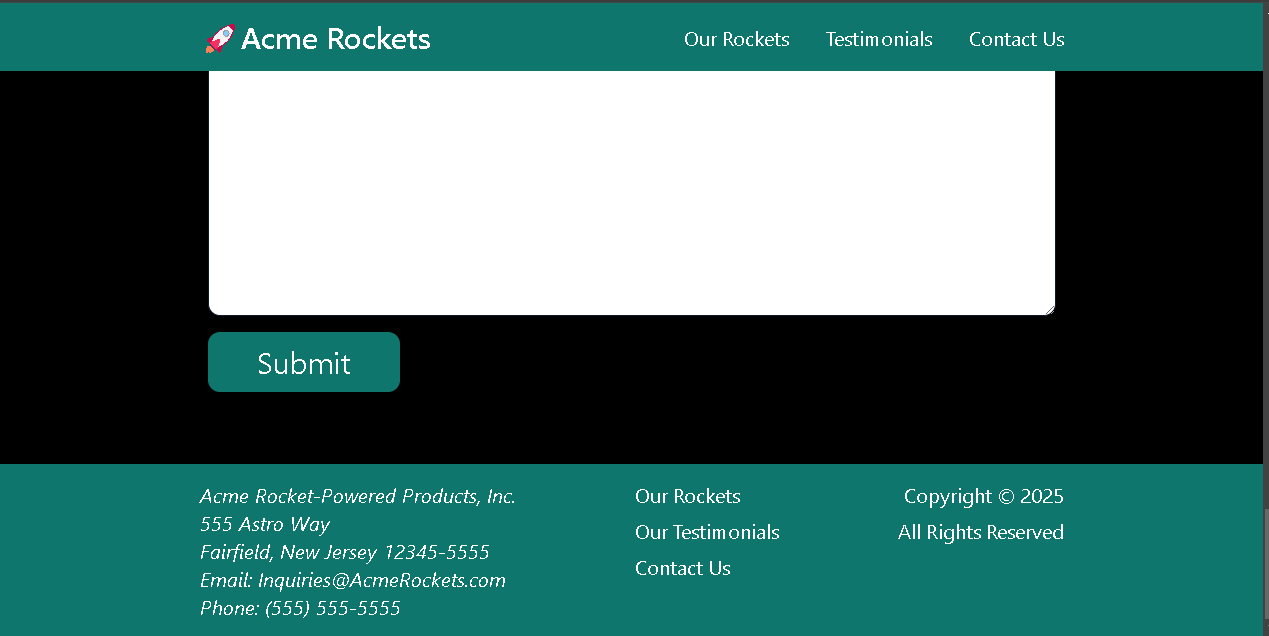 Acme Rockets
Our Rockets
Testimonials
Contact Us
Submit
Acme Rocket-Powered Products, Inc.
555 Astro Way
Fairfield, New Jersey 12345-5555
Email: Inquiries@AcmeRockets.com
Phone: (555) 555-5555
Our Rockets
Our Testimonials
Contact Us
Copyright © 2025
All Rights Reserved